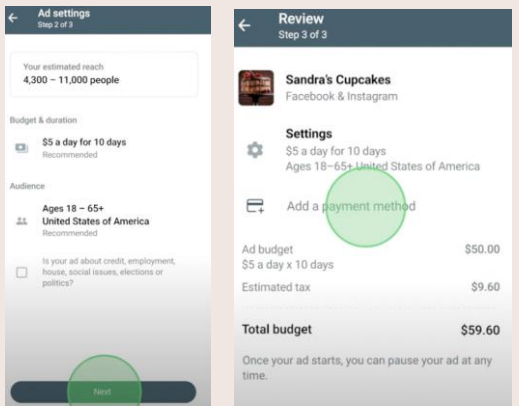 Ad settings
Step 2 of 3
Your estimated reach
4,300 – 11,000 people
Budget & duration
$5 a day for 10 days
Recommended
Audience
Ages 18 – 65+
United States of America
Recommended
Is your ad about credit, employment,
house, social issues, elections or
politics?
Next
Review
Step 3 of 3
Sandra's Cupcakes
Facebook & Instagram
Settings
$5 a day for 10 days
Ages 18–65+ United States of America
Add a payment method
Ad budget $50.00
$5 a day x 10 days
Estimated tax $9.60
Total budget $59.60
Once your ad starts, you can pause your ad at any
time.